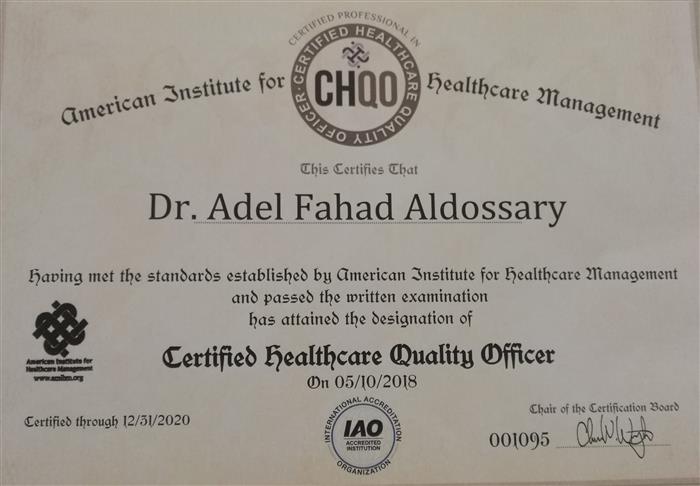 CERTIFIED PROFESSIONAL IN
CERTIFIED HEALTHCARE QUALITY OFFICER
CHQO
American Institute for Healthcare Management
This Certifies That
Dr. Adel Fahad Aldossary
Having met the standards established by American Institute for Healthcare Management
and passed the written examination
has attained the designation of
Certified Healthcare Quality Officer
On 05/10/2018
American Institute for
Healthcare Management
www.amihm.org
Certified through 12/31/2020
INTERNATIONAL ACCREDITATION
IAO
ACCREDITED
INSTITUTION
ORGANIZATION
Chair of the Certification Board
001095